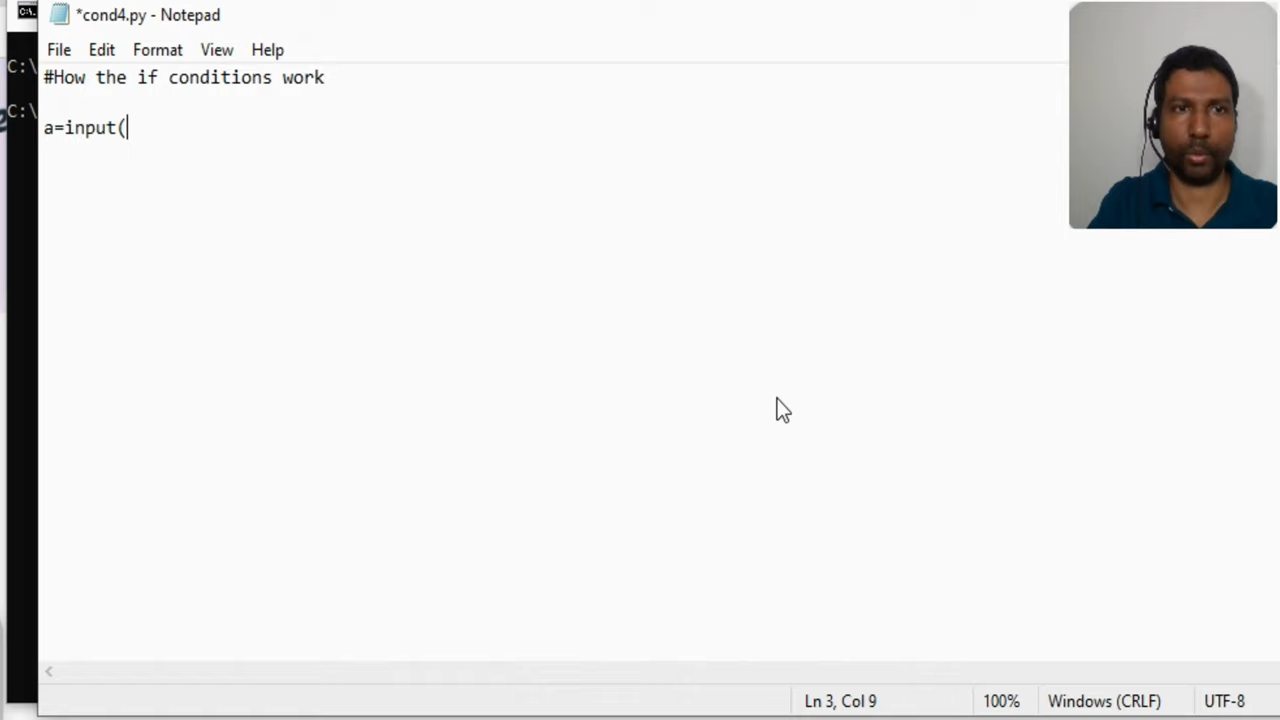 C:\.
*cond4.py - Notepad
File Edit Format View Help
C:\
#How the if conditions work
C:\
a=input(
Ln 3, Col 9 100% Windows (CRLF) UTF-8